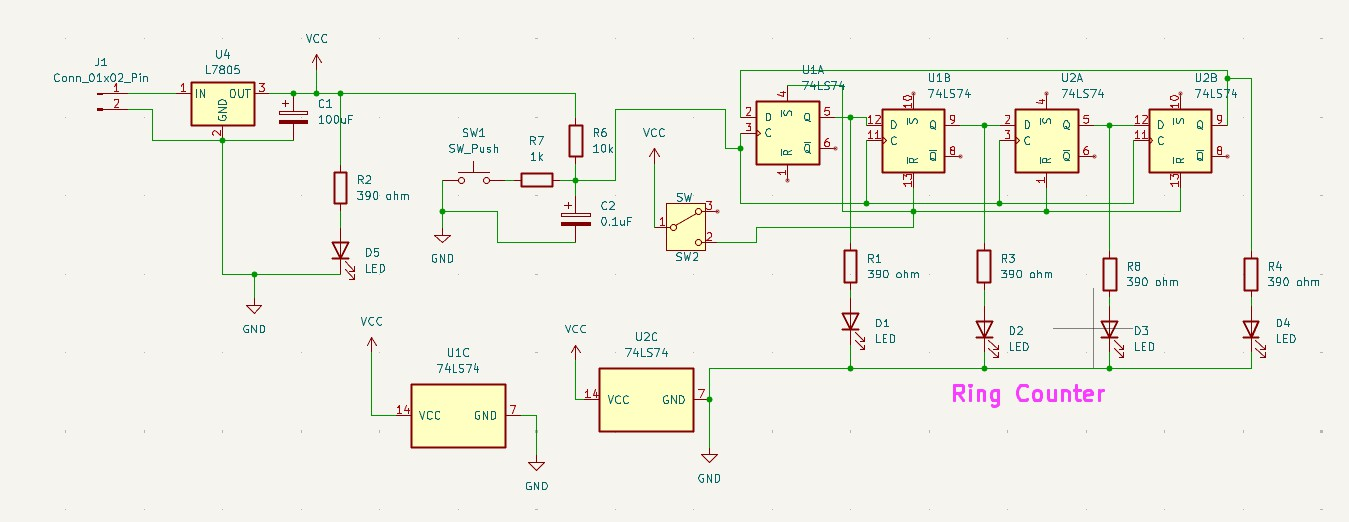 VCC
J1
Conn_01x02_Pin
1
2
U4
L7805
1
IN
OUT
3
GND
2
C1
100uF
R2
390 ohm
D5
LED
GND
SW1
SW_Push
R7
1k
R6
10k
C2
0.1uF
GND
VCC
SW
1
3
2
SW2
U1A
74LS74
4
2
D
S
Q
5
3
C
R
Q
6
1
U1B
74LS74
10
12
D
S
Q
9
11
C
R
Q
8
13
U2A
74LS74
4
2
D
S
Q
5
3
C
R
Q
6
1
U2B
74LS74
10
12
D
S
Q
9
11
C
R
Q
8
13
R1
390 ohm
R3
390 ohm
R8
390 ohm
R4
390 ohm
D1
LED
D2
LED
D3
LED
D4
LED
VCC
U1C
74LS74
14
VCC
GND
7
GND
VCC
U2C
74LS74
14
VCC
GND
7
GND
Ring Counter